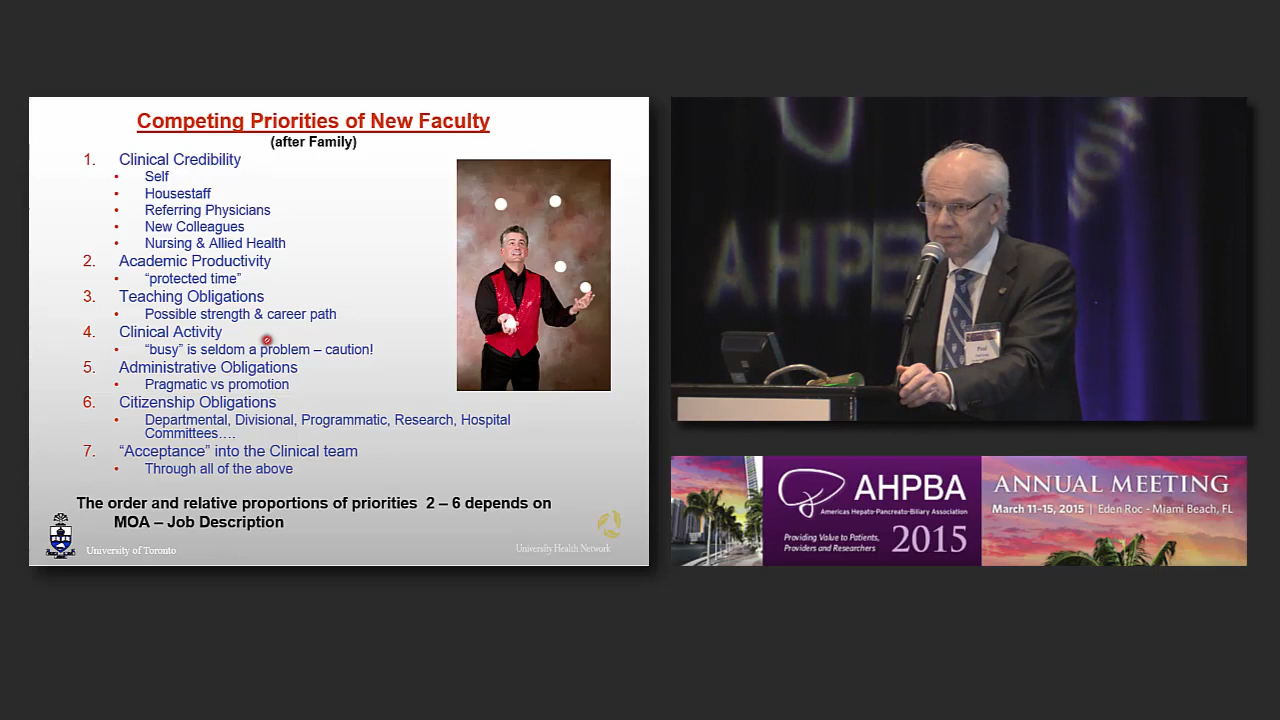 Competing Priorities of New Faculty
(after Family)
1. Clinical Credibility
• Self
• Housestaff
• Referring Physicians
• New Colleagues
• Nursing & Allied Health
2. Academic Productivity
• “protected time”
3. Teaching Obligations
• Possible strength & career path
4. Clinical Activity
• “busy” is seldom a problem – caution!
5. Administrative Obligations
• Pragmatic vs promotion
6. Citizenship Obligations
• Departmental, Divisional, Programmatic, Research, Hospital
Committees….
7. “Acceptance” into the Clinical team
• Through all of the above
The order and relative proportions of priorities 2 – 6 depends on
MOA – Job Description
University of Toronto
University Health Network
AHPB
Paul
AHPBA
Americas Hepato-Pancreato-Biliary Association
Providing Value to Patients,
Providers and Researchers
2015
ANNUAL MEETING
March 11-15, 2015 | Eden Roc - Miami Beach, FL